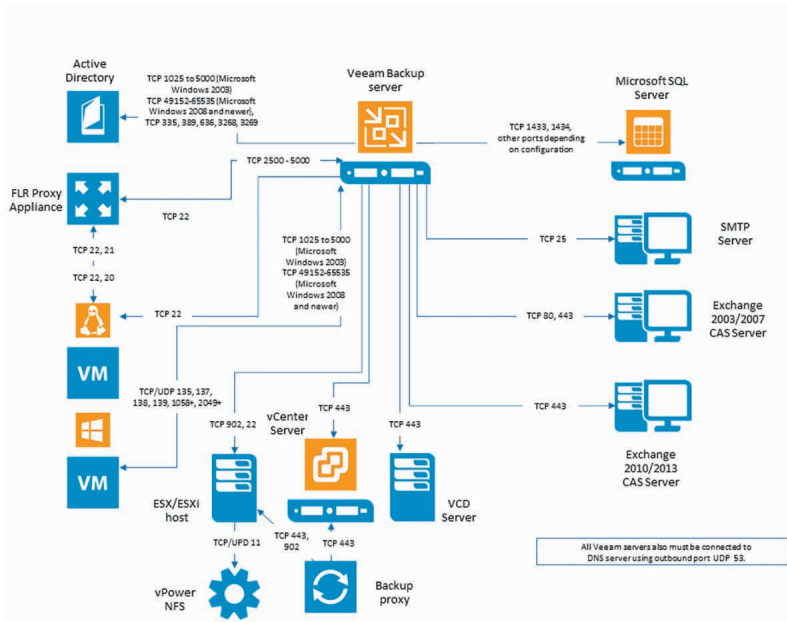 Active
Directory
TCP 1025 to 5000 (Microsoft
Windows 2003)
TCP 49152-65535 (Microsoft
Windows 2008 and newer),
TCP 335, 389, 636, 3268, 3269
Veeam Backup
server
Microsoft SQL
Server
TCP 1433, 1434,
other ports depending
on configuration
TCP 2500 - 5000
FLR Proxy
Appliance
TCP 22
TCP 22, 21
TCP 22, 20
TCP 1025 to 5000
(Microsoft
Windows 2003)
TCP 49152-65535
(Microsoft
Windows 2008
and newer)
TCP 25
SMTP
Server
TCP 22
TCP 80, 443
Exchange
2003/2007
CAS Server
VM
TCP/UDP 135, 137,
138, 139, 1058+, 2049+
VM
TCP 902, 22
vCenter
Server
TCP 443
TCP 443
TCP 443
Exchange
2010/2013
CAS Server
ESX/ESXi
host
VCD
Server
TCP/UPD 11
TCP 443,
902
TCP 443
vPower
NFS
Backup
proxy
All Veeam servers also must be connected to
DNS server using outbound port UDP 53.